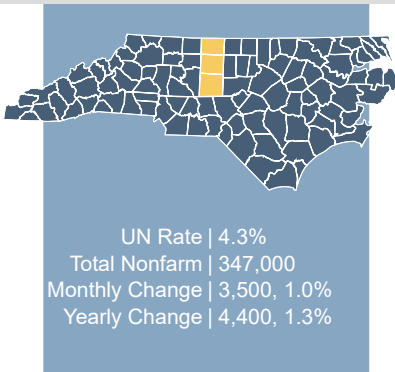 UN Rate | 4.3%
Total Nonfarm | 347,000
Monthly Change | 3,500, 1.0%
Yearly Change | 4,400, 1.3%